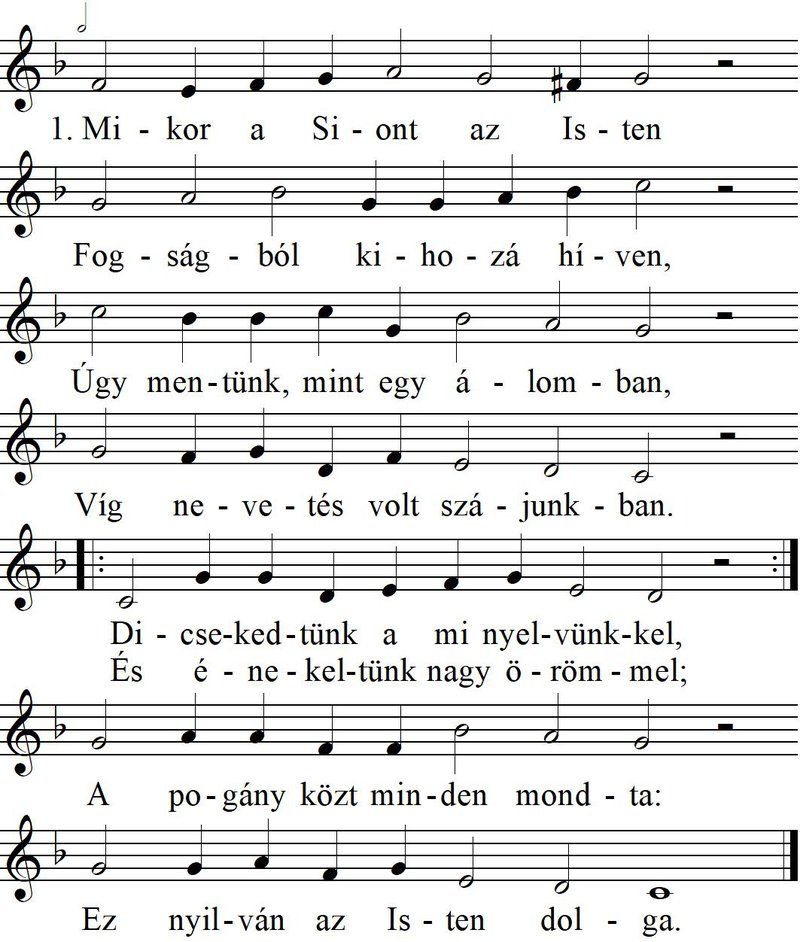 1. Mi - kor a Si - ont az Is - ten
Fog - ság - ból ki - ho - zá hí - ven,
Úgy men - tünk, mint egy á - lom - ban,
Víg ne - ve - tés volt szá - junk - ban.
Di - cse - ked - tünk a mi nyel - vünk - kel,
És é - ne - kel - tünk nagy ö - röm - mel;
A po - gány közt min - den mond - ta:
Ez nyil - ván az Is - ten dol - ga.